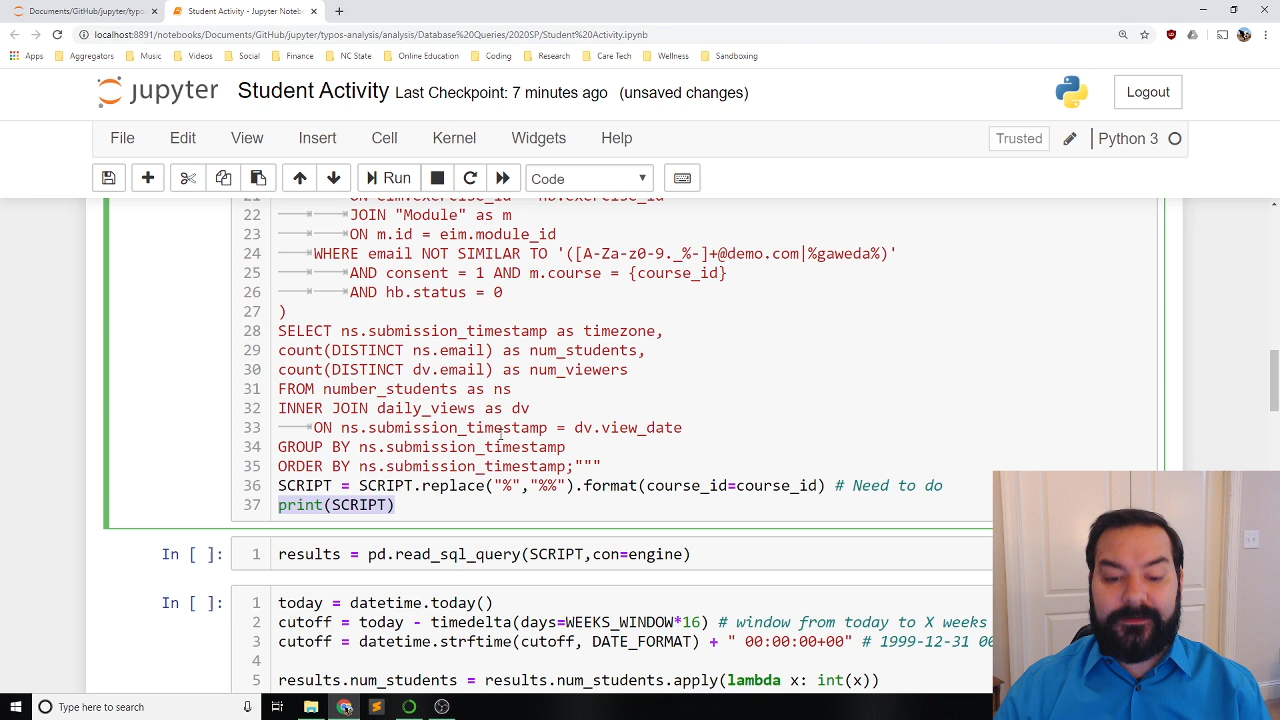 Documents/GitHub/jupyter/typo
Student Activity - Jupyter Noteb
localhost:8891/notebooks/Documents/GitHub/jupyter/typos-analysis/analysis/Database%20Queries/2020SP/Student%20Activity.ipynb
Apps Aggregators Music Videos Social Finance NC State Online Education Coding Research Care Tech Wellness Sandboxing
jupyter Student Activity Last Checkpoint: 7 minutes ago (unsaved changes) Logout
File Edit View Insert Cell Kernel Widgets Help Trusted Python 3
Run Code
21 ON eim.exercise_id = hb.exercise_id
22 JOIN "Module" as m
23 ON m.id = eim.module_id
24 WHERE email NOT SIMILAR TO '([A-Za-z0-9._%-]+@demo.com|%gaweda%)'
25 AND consent = 1 AND m.course = {course_id}
26 AND hb.status = 0
27 )
28 SELECT ns.submission_timestamp as timezone,
29 count(DISTINCT ns.email) as num_students,
30 count(DISTINCT dv.email) as num_viewers
31 FROM number_students as ns
32 INNER JOIN daily_views as dv
33 ON ns.submission_timestamp = dv.view_date
34 GROUP BY ns.submission_timestamp
35 ORDER BY ns.submission_timestamp;"""
36 SCRIPT = SCRIPT.replace("%","%%").format(course_id=course_id) # Need to do
37 print(SCRIPT)
In [ ]: 1 results = pd.read_sql_query(SCRIPT,con=engine)
In [ ]: 1 today = datetime.today()
2 cutoff = today - timedelta(days=WEEKS_WINDOW*16) # window from today to X weeks
3 cutoff = datetime.strftime(cutoff, DATE_FORMAT) + " 00:00:00+00" # 1999-12-31 00
4
5 results.num_students = results.num_students.apply(lambda x: int(x))
Type here to search